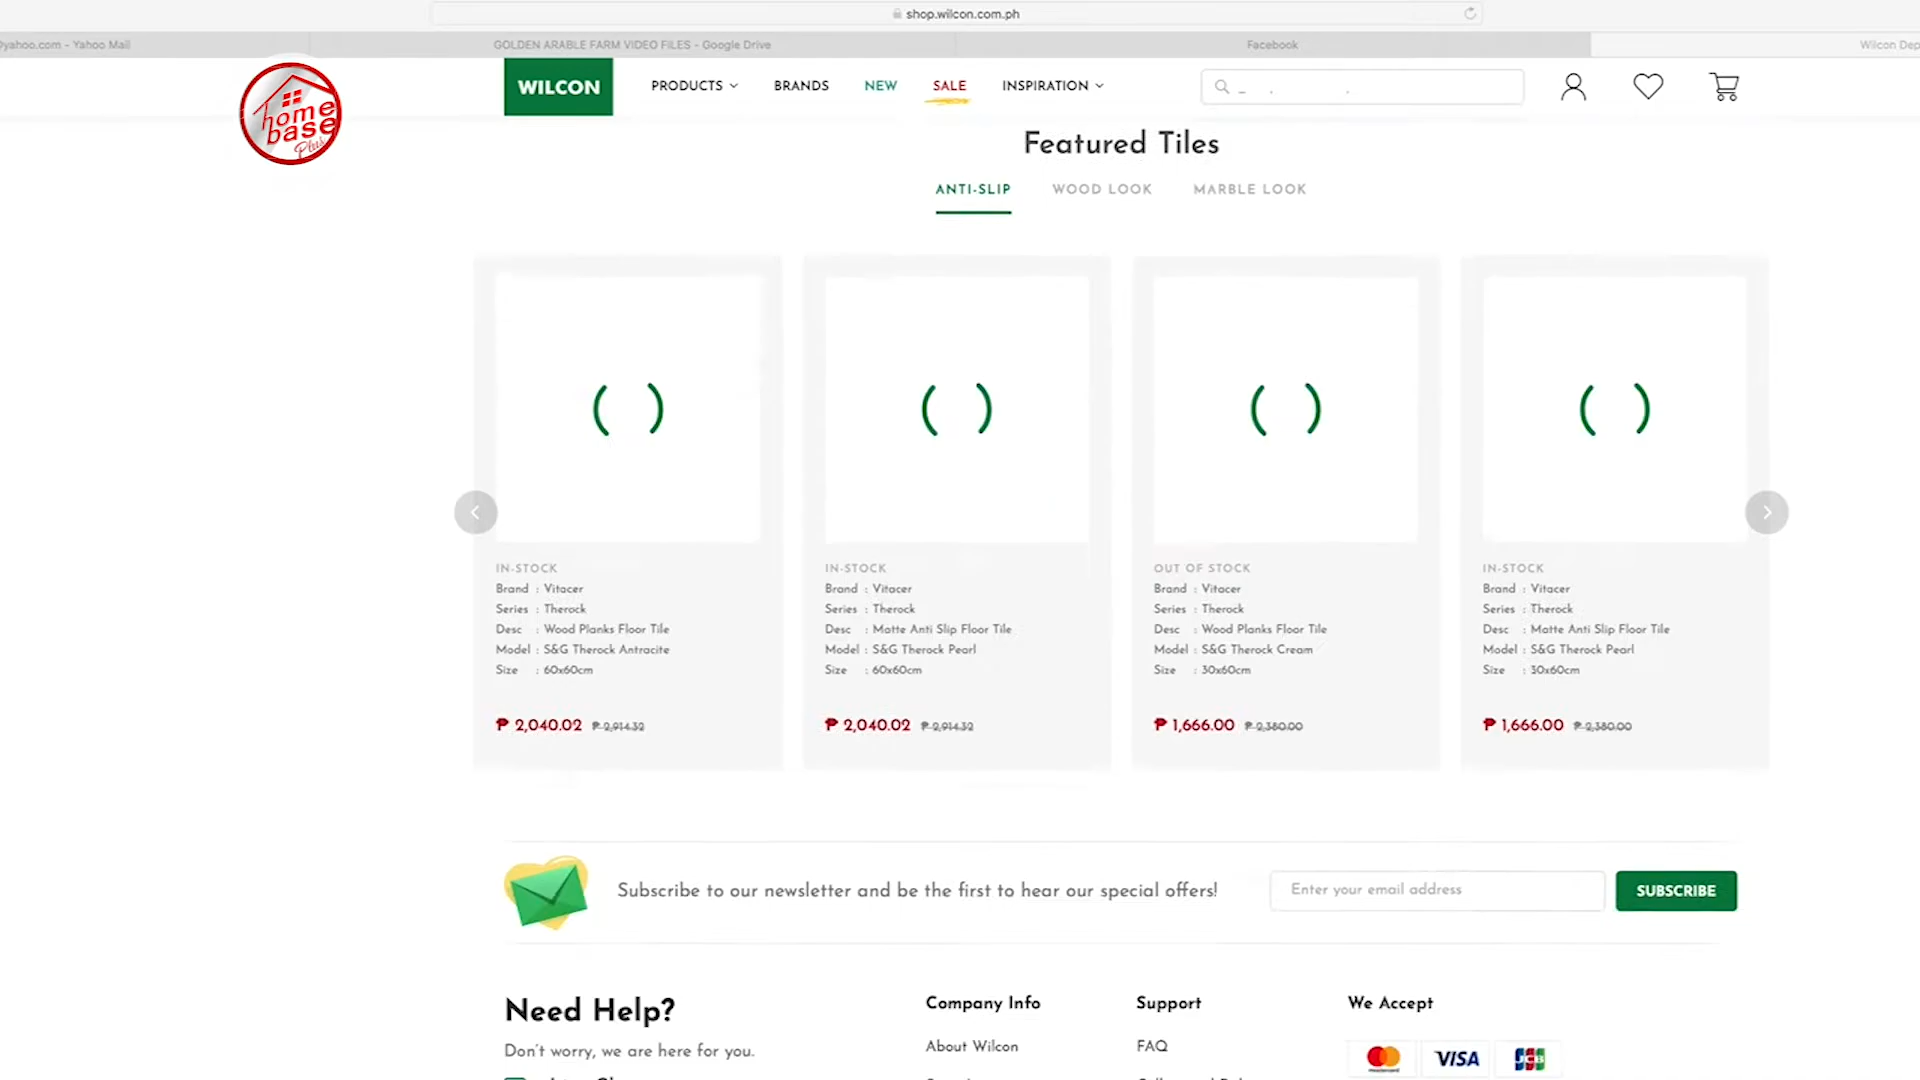 shop.wilcon.com.ph
@yahoo.com - Yahoo Mail
GOLDEN ARABLE FARM VIDEO FILES - Google Drive
Facebook
Wilcon Dep
home base Plus
WILCON
PRODUCTS
BRANDS
NEW
SALE
INSPIRATION
Featured Tiles
ANTI-SLIP
WOOD LOOK
MARBLE LOOK
IN-STOCK
Brand : Vitacer
Series : Therock
Desc : Wood Planks Floor Tile
Model : S&G Therock Antracite
Size : 60x60cm
₱ 2,040.02 ₱ 2,914.32
IN-STOCK
Brand : Vitacer
Series : Therock
Desc : Matte Anti Slip Floor Tile
Model : S&G Therock Pearl
Size : 60x60cm
₱ 2,040.02 ₱ 2,914.32
OUT OF STOCK
Brand : Vitacer
Series : Therock
Desc : Wood Planks Floor Tile
Model : S&G Therock Cream
Size : 30x60cm
₱ 1,666.00 ₱ 2,380.00
IN-STOCK
Brand : Vitacer
Series : Therock
Desc : Matte Anti Slip Floor Tile
Model : S&G Therock Pearl
Size : 30x60cm
₱ 1,666.00 ₱ 2,380.00
Subscribe to our newsletter and be the first to hear our special offers!
Enter your email address
SUBSCRIBE
Need Help?
Don't worry, we are here for you.
Company Info
About Wilcon
Support
FAQ
We Accept
mastercard
VISA
JCB